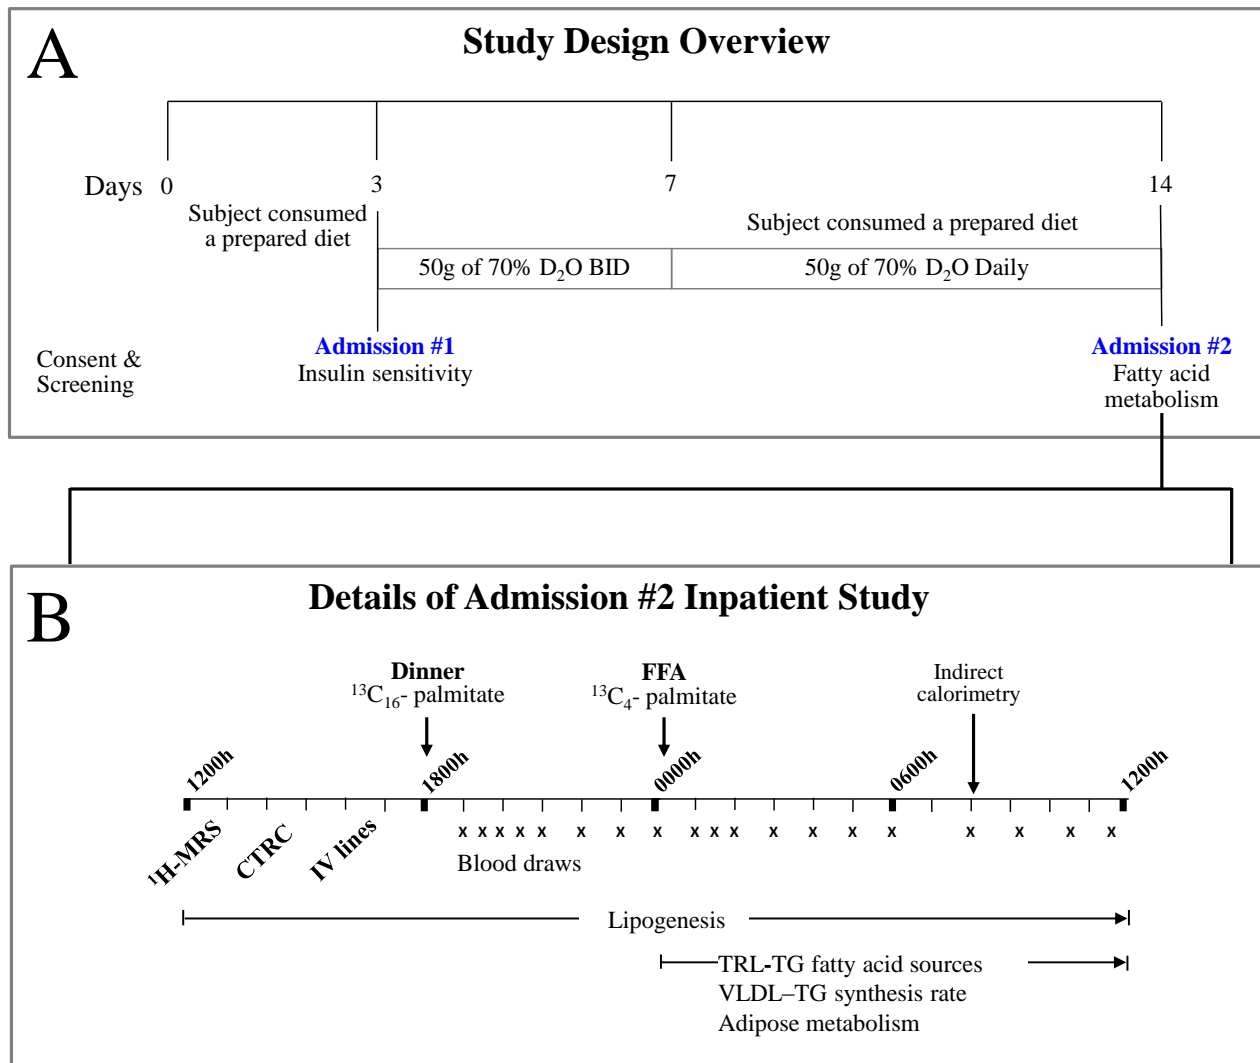 A
Study Design Overview
Days 0 3 7 14
Subject consumed
a prepared diet
Subject consumed a prepared diet
50g of 70% D₂O BID
50g of 70% D₂O Daily
Consent &
Screening
Admission #1
Insulin sensitivity
Admission #2
Fatty acid
metabolism
B
Details of Admission #2 Inpatient Study
Dinner
¹³C₁₆- palmitate
FFA
¹³C₄- palmitate
Indirect
calorimetry
1200h 1800h 0000h 0600h 1200h
x x x x x x x x x x x x x x x x x x x
¹H-MRS CTRC IV lines
Blood draws
Lipogenesis
TRL-TG fatty acid sources
VLDL–TG synthesis rate
Adipose metabolism